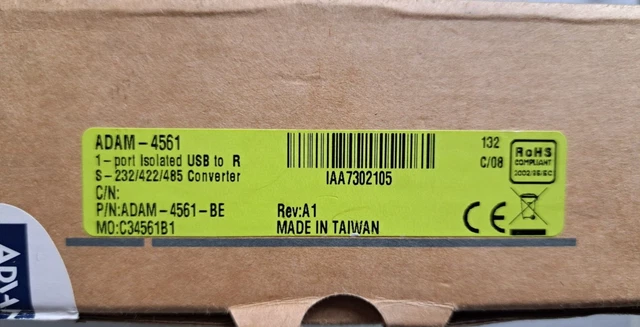 ADAM-4561
1-port Isolated USB to R
S-232/422/485 Converter
C/N:
P/N:ADAM-4561-BE
MO:C34561B1
IAA7302105
Rev:A1
MADE IN TAIWAN
132
C/08
RoHS
COMPLIANT
2002/95/EC
CE
ADVAN